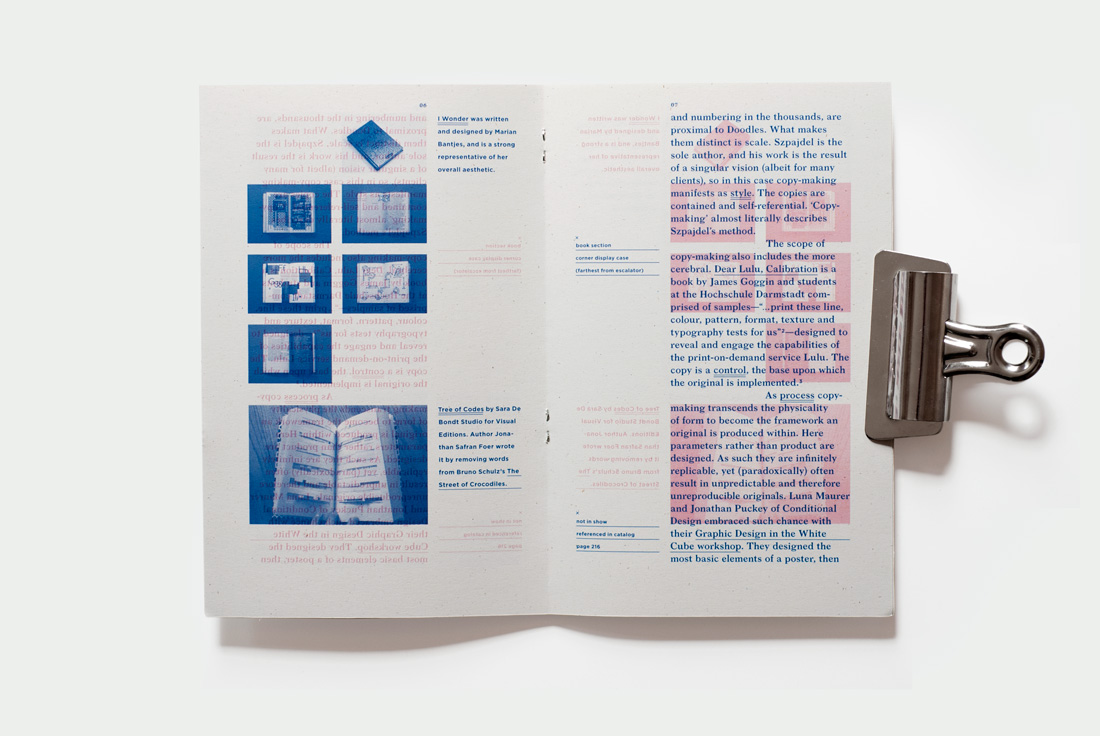 06
I Wonder was written
and designed by Marian
Bantjes, and is a strong
representative of her
overall aesthetic.
Tree of Codes by Sara De
Bondt Studio for Visual
Editions. Author Jona-
than Safran Foer wrote
it by removing words
from Bruno Schulz's The
Street of Crocodiles.
07
book section
corner display case
(farthest from escalator)
not in show
referenced in catalog
page 216
and numbering in the thousands, are
proximal to Doodles. What makes
them distinct is scale. Szpajdel is the
sole author, and his work is the result
of a singular vision (albeit for many
clients), so in this case copy-making
manifests as style. The copies are
contained and self-referential. ‘Copy-
making’ almost literally describes
Szpajdel's method.
The scope of
copy-making also includes the more
cerebral. Dear Lulu, Calibration is a
book by James Goggin and students
at the Hochschule Darmstadt com-
prised of samples—“...print these line,
colour, pattern, format, texture and
typography tests for us”²—designed to
reveal and engage the capabilities of
the print-on-demand service Lulu. The
copy is a control, the base upon which
the original is implemented.³
As process copy-
making transcends the physicality
of form to become the framework an
original is produced within. Here
parameters rather than product are
designed. As such they are infinitely
replicable, yet (paradoxically) often
result in unpredictable and therefore
unreproducible originals. Luna Maurer
and Jonathan Puckey of Conditional
Design embraced such chance with
their Graphic Design in the White
Cube workshop. They designed the
most basic elements of a poster, then